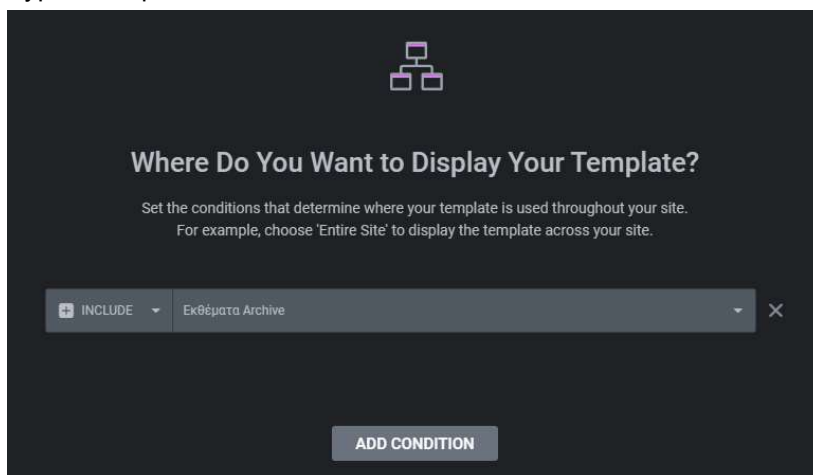 Where Do You Want to Display Your Template?
Set the conditions that determine where your template is used throughout your site.
For example, choose 'Entire Site' to display the template across your site.
INCLUDE Εκθέματα Archive
ADD CONDITION